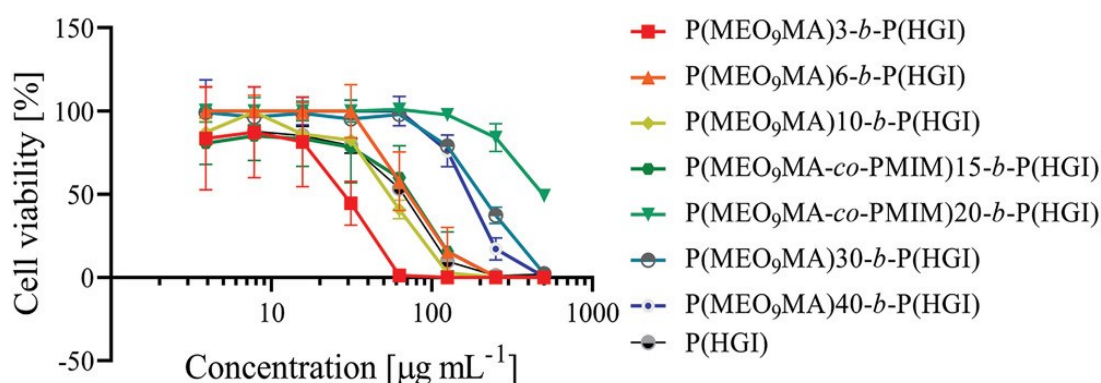 150
100
50
0
-50
Cell viability [%]
10
100
1000
Concentration [µg mL⁻¹]
P(MEO₉MA)3-b-P(HGI)
P(MEO₉MA)6-b-P(HGI)
P(MEO₉MA)10-b-P(HGI)
P(MEO₉MA-co-PMIM)15-b-P(HGI)
P(MEO₉MA-co-PMIM)20-b-P(HGI)
P(MEO₉MA)30-b-P(HGI)
P(MEO₉MA)40-b-P(HGI)
P(HGI)